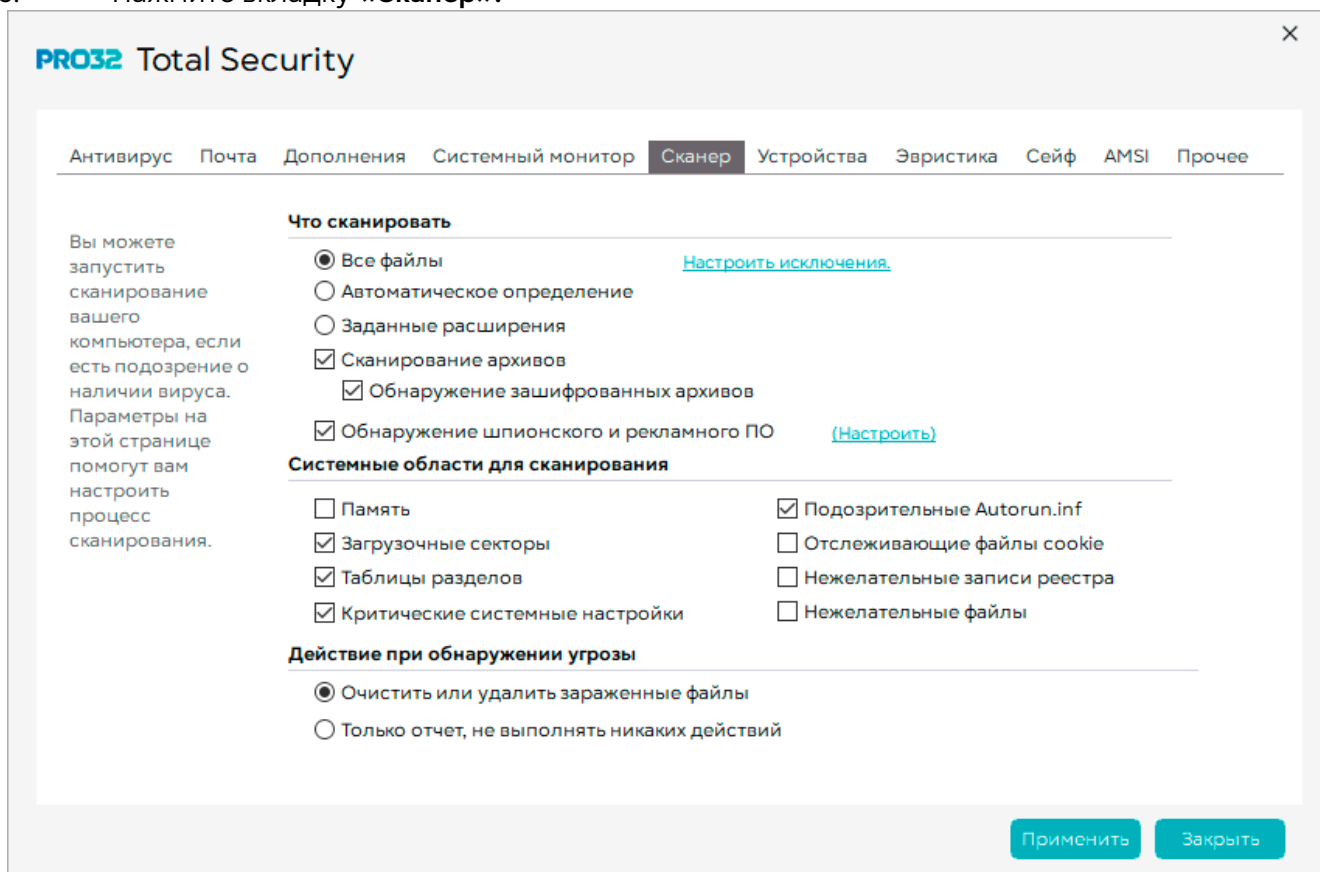 Нажмите вкладку «Сканер».
PRO32 Total Security
Антивирус Почта Дополнения Системный монитор Сканер Устройства Эвристика Сейф AMSI Прочее
Вы можете
запустить
сканирование
вашего
компьютера, если
есть подозрение о
наличии вируса.
Параметры на
этой странице
помогут вам
настроить
процесс
сканирования.
Что сканировать
Все файлы Настроить исключения.
Автоматическое определение
Заданные расширения
Сканирование архивов
Обнаружение зашифрованных архивов
Обнаружение шпионского и рекламного ПО (Настроить)
Системные области для сканирования
Память Подозрительные Autorun.inf
Загрузочные секторы Отслеживающие файлы cookie
Таблицы разделов Нежелательные записи реестра
Критические системные настройки Нежелательные файлы
Действие при обнаружении угрозы
Очистить или удалить зараженные файлы
Только отчет, не выполнять никаких действий
Применить Закрыть